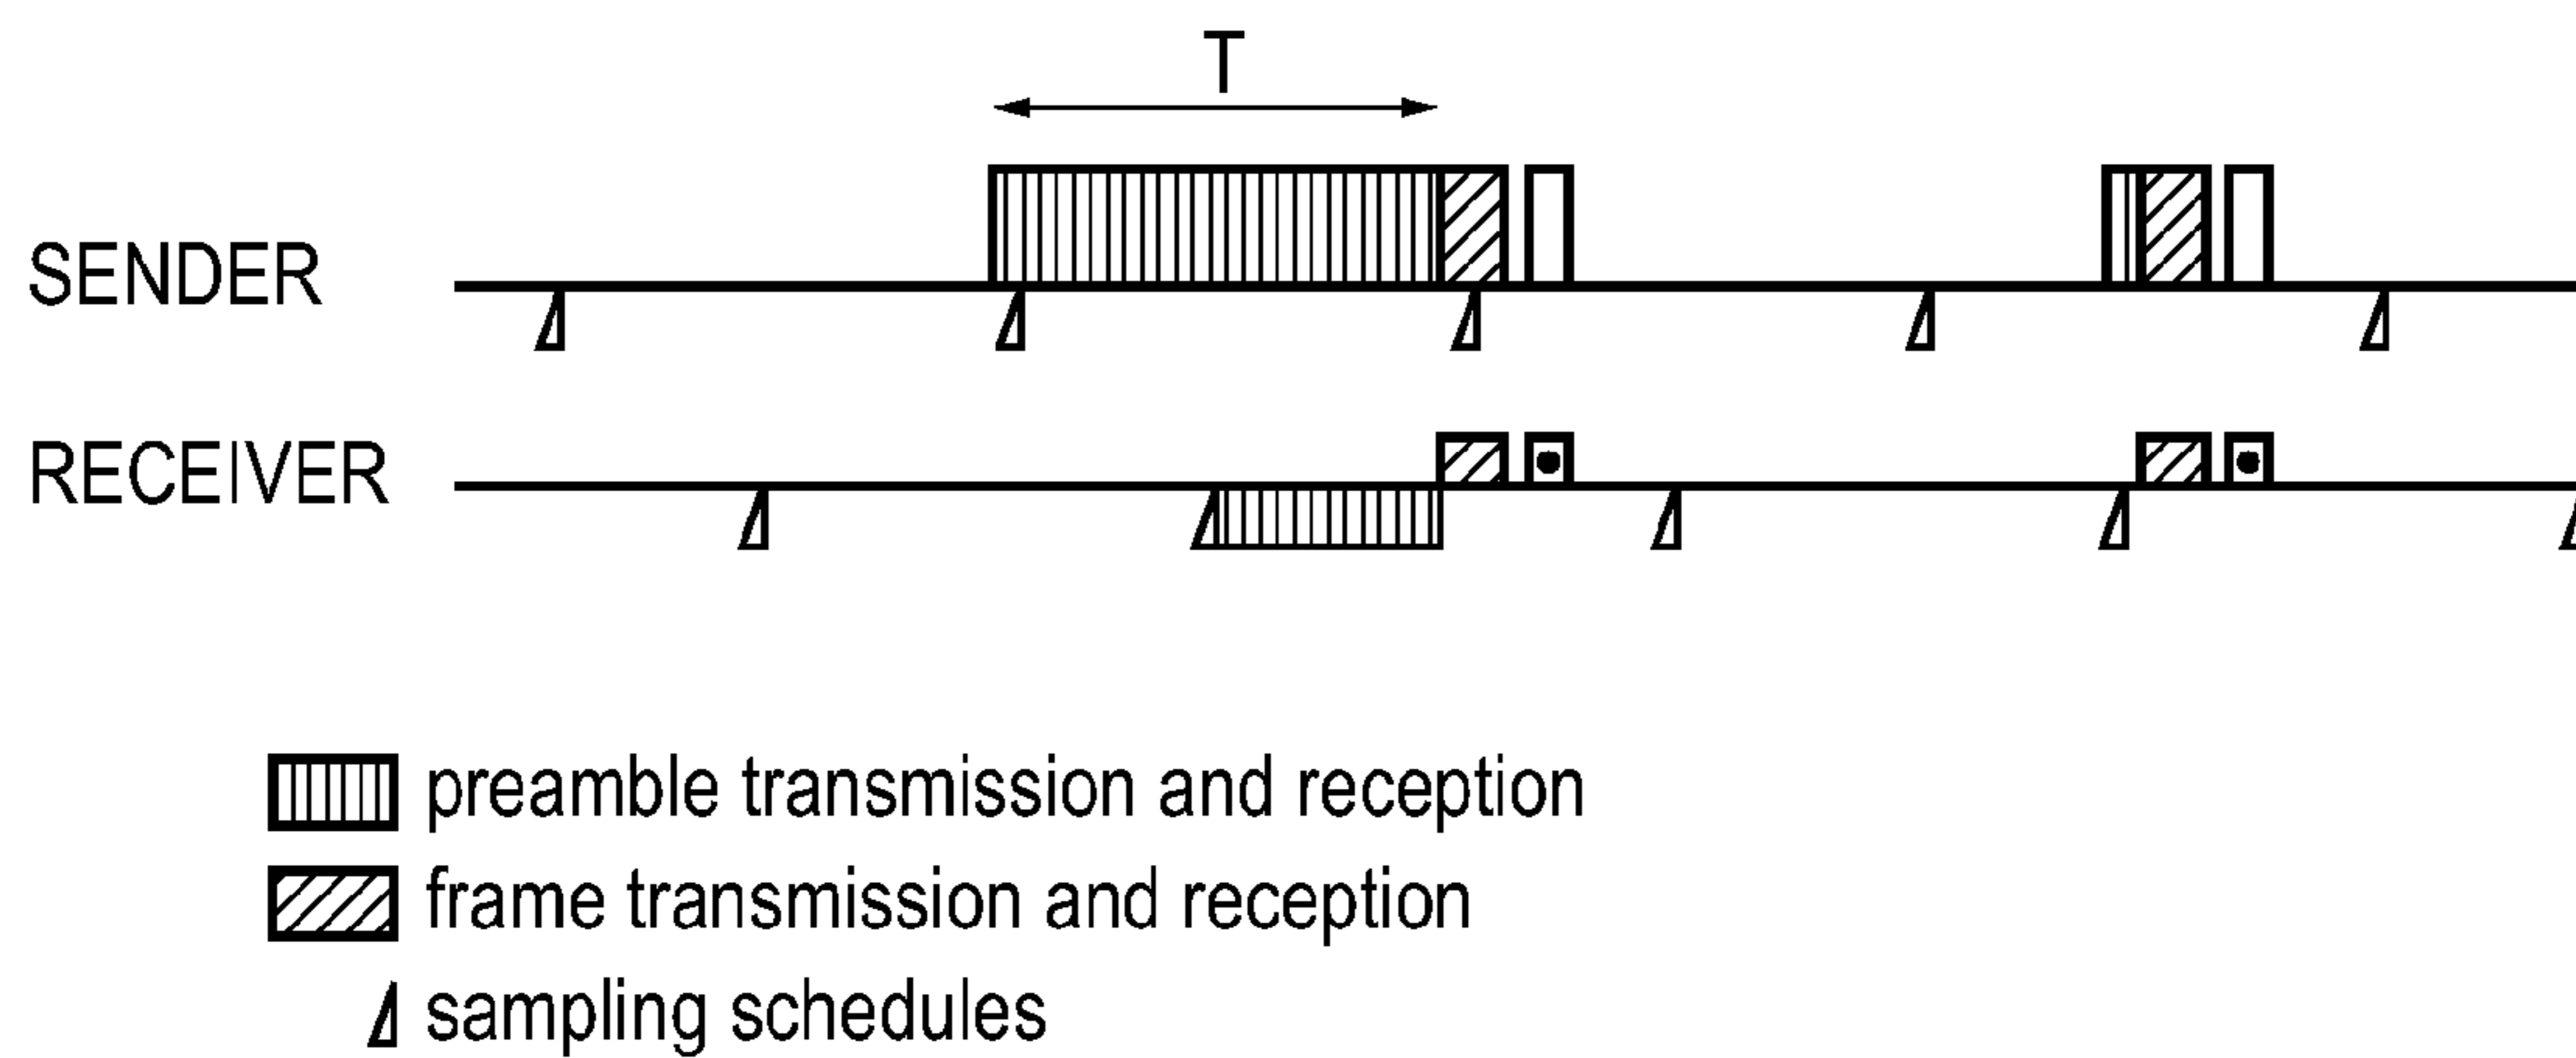 T
SENDER
RECEIVER
preamble transmission and reception
frame transmission and reception
sampling schedules